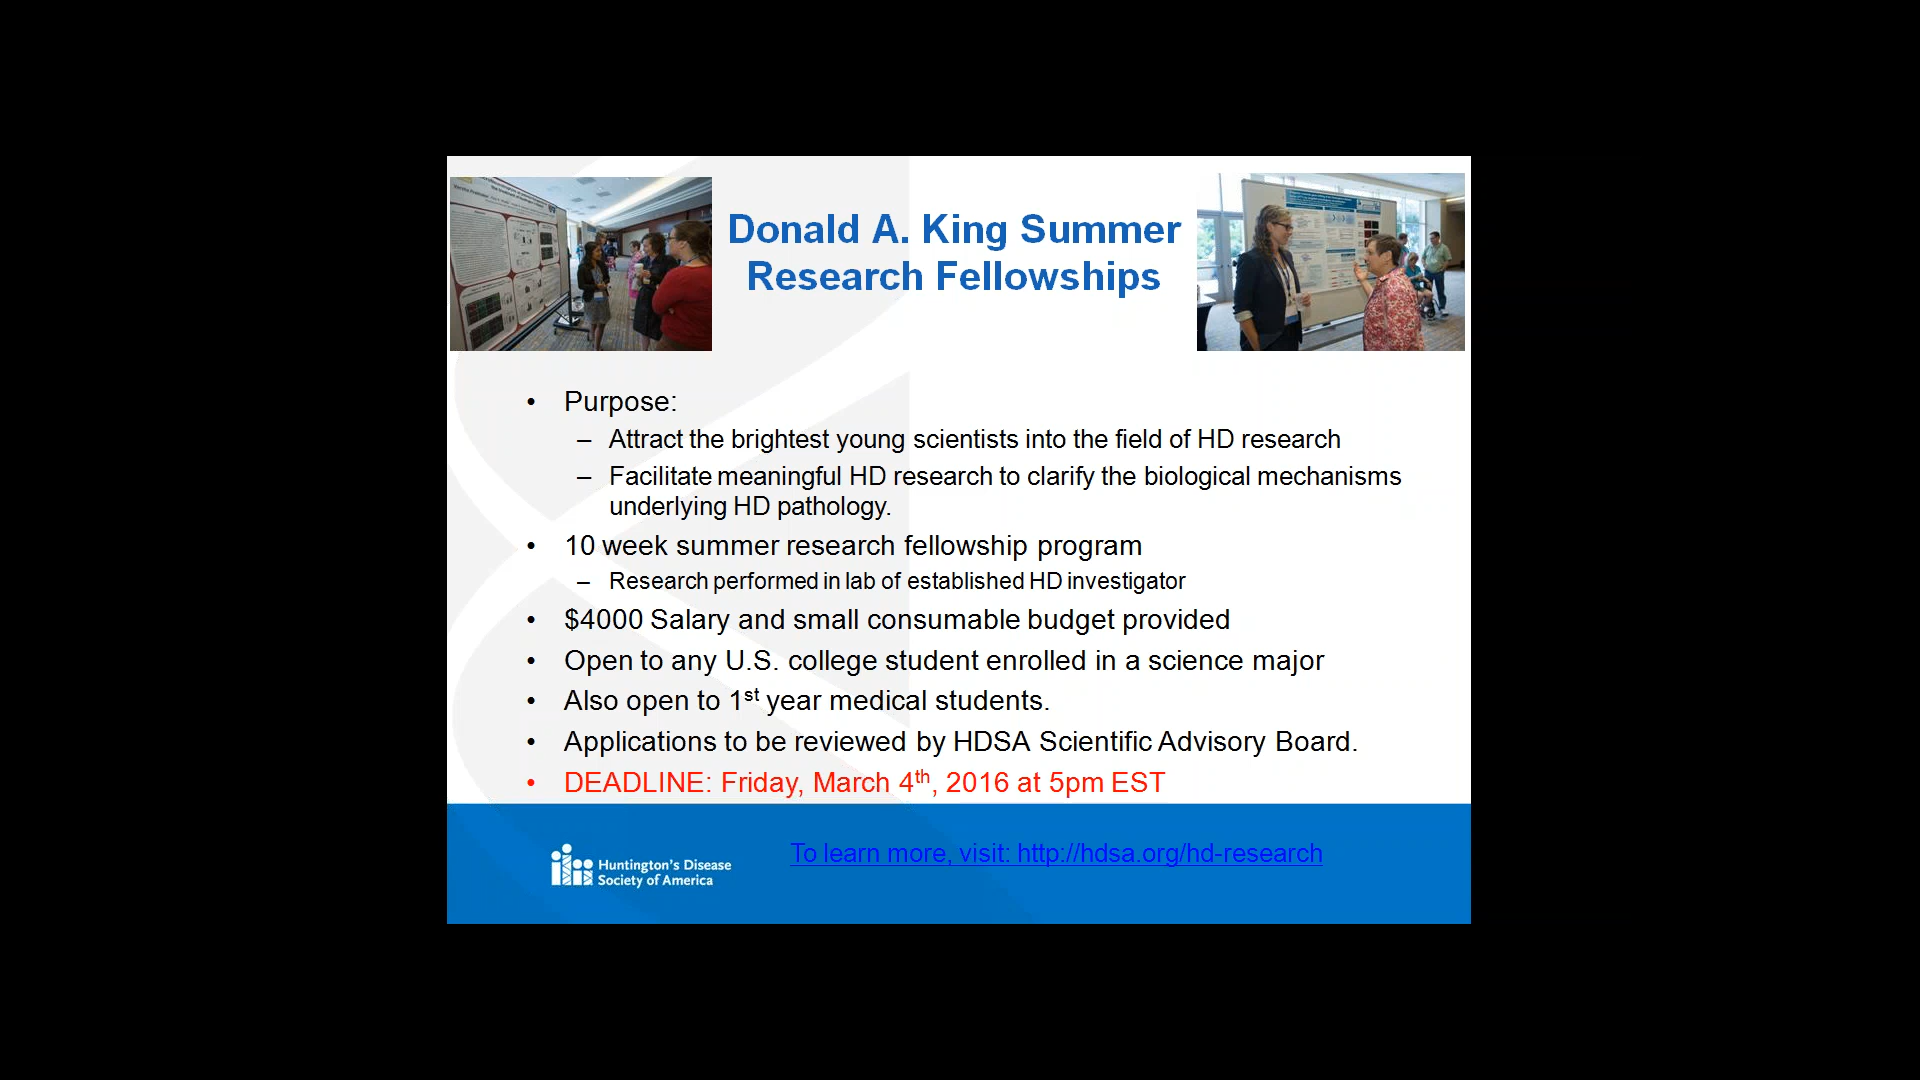 Donald A. King Summer
Research Fellowships
• Purpose:
– Attract the brightest young scientists into the field of HD research
– Facilitate meaningful HD research to clarify the biological mechanisms
underlying HD pathology.
• 10 week summer research fellowship program
– Research performed in lab of established HD investigator
• $4000 Salary and small consumable budget provided
• Open to any U.S. college student enrolled in a science major
• Also open to 1st year medical students.
• Applications to be reviewed by HDSA Scientific Advisory Board.
• DEADLINE: Friday, March 4th, 2016 at 5pm EST
To learn more, visit: http://hdsa.org/hd-research
Huntington's Disease
Society of America